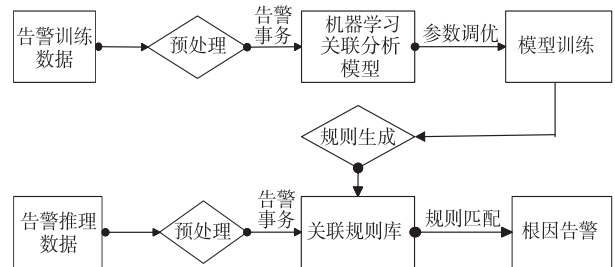 告警训练
数据
预处理
告警
事务
机器学习
关联分析
模型
参数调优
模型训练
规则生成
告警推理
数据
预处理
告警
事务
关联规则库
规则匹配
根因告警